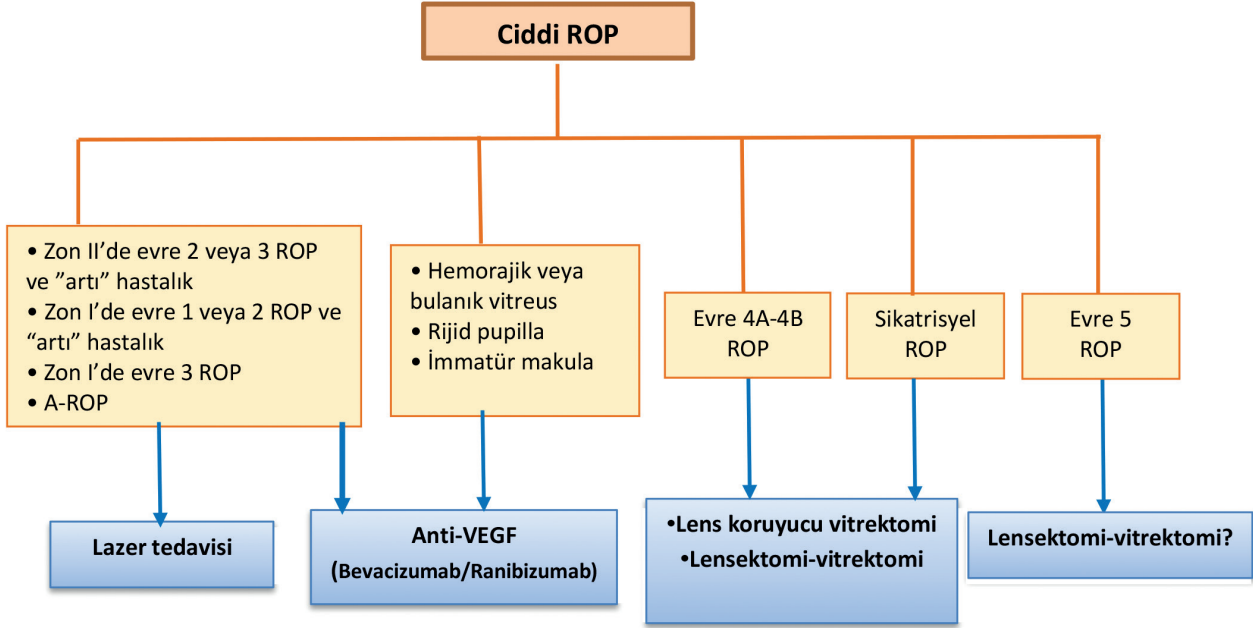 Ciddi ROP
• Zon II’de evre 2 veya 3 ROP
ve ”artı” hastalık
• Zon I’de evre 1 veya 2 ROP ve
“artı” hastalık
• Zon I’de evre 3 ROP
• A-ROP
• Hemorajik veya
bulanık vitreus
• Rijid pupilla
• İmmatür makula
Evre 4A-4B
ROP
Sikatrisyel
ROP
Evre 5
ROP
Lazer tedavisi
Anti-VEGF
(Bevacizumab/Ranibizumab)
•Lens koruyucu vitrektomi
•Lensektomi-vitrektomi
Lensektomi-vitrektomi?